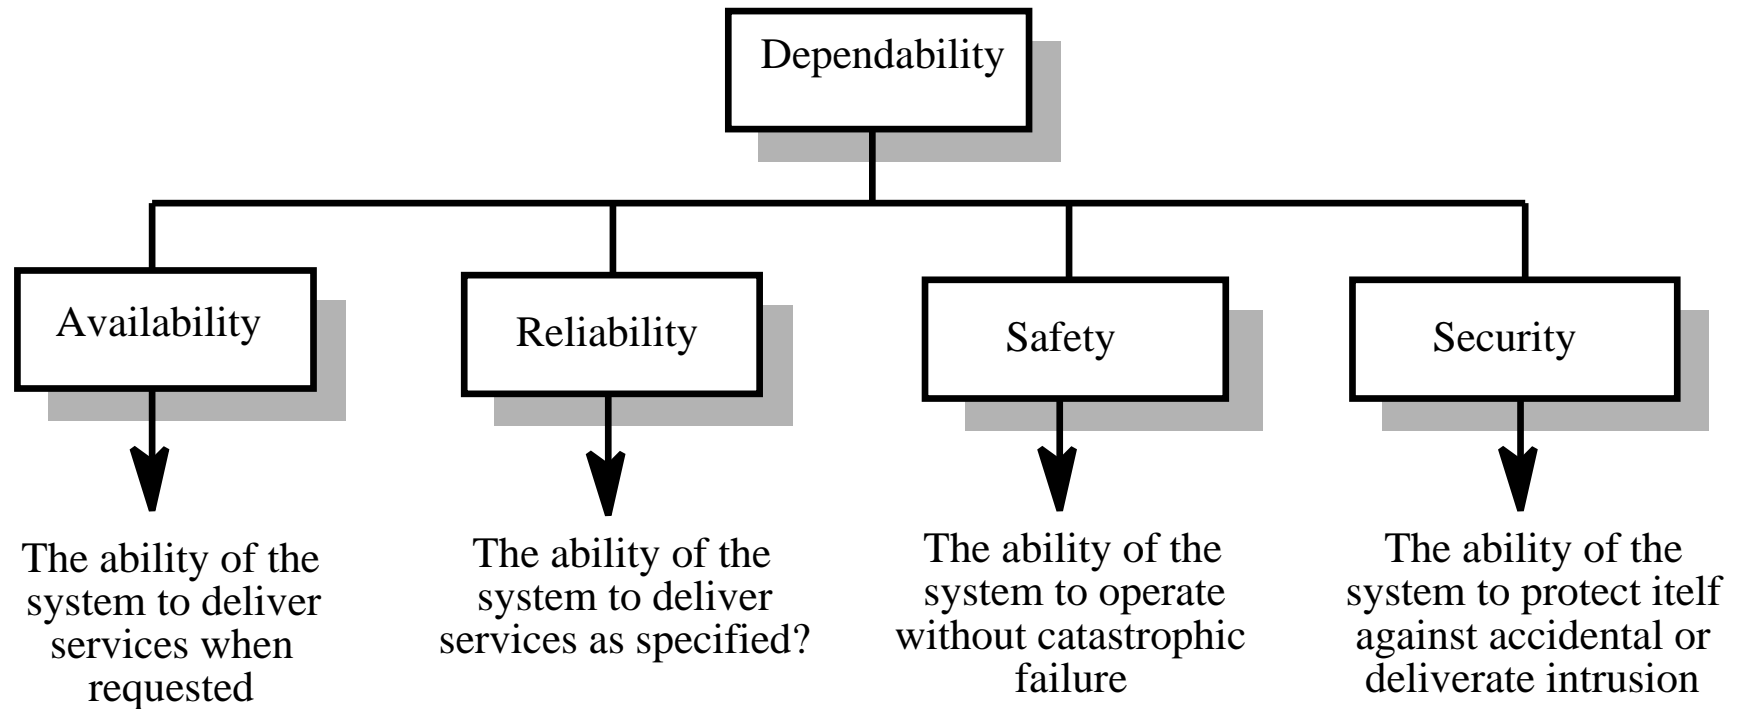 Dependability
Availability
Reliability
Safety
Security
The ability of the
system to deliver
services when
requested
The ability of the
system to deliver
services as specified?
The ability of the
system to operate
without catastrophic
failure
The ability of the
system to protect itelf
against accidental or
deliverate intrusion